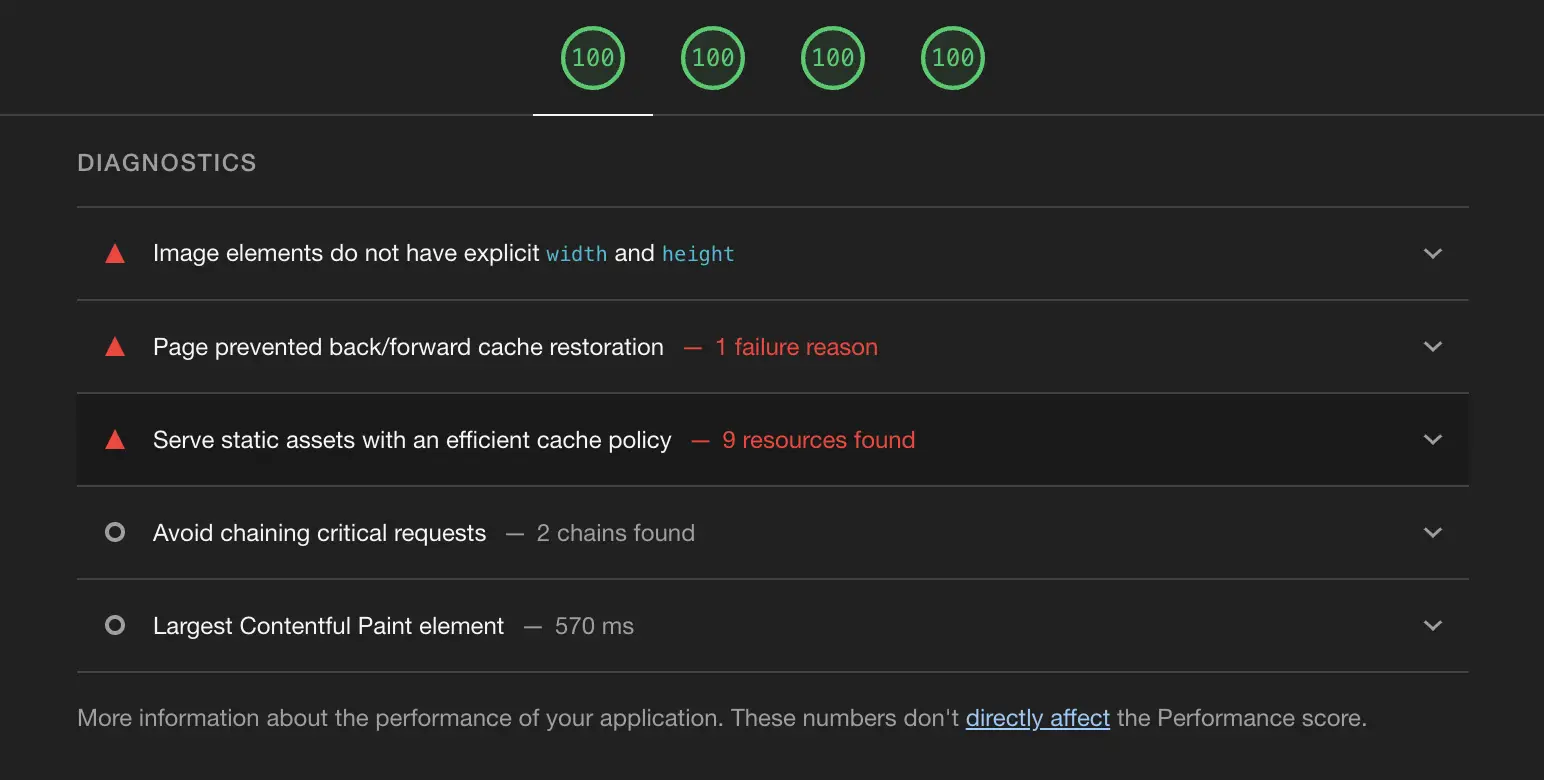 100 100 100 100
DIAGNOSTICS
Image elements do not have explicit width and height
Page prevented back/forward cache restoration — 1 failure reason
Serve static assets with an efficient cache policy — 9 resources found
Avoid chaining critical requests — 2 chains found
Largest Contentful Paint element — 570 ms
More information about the performance of your application. These numbers don't directly affect the Performance score.